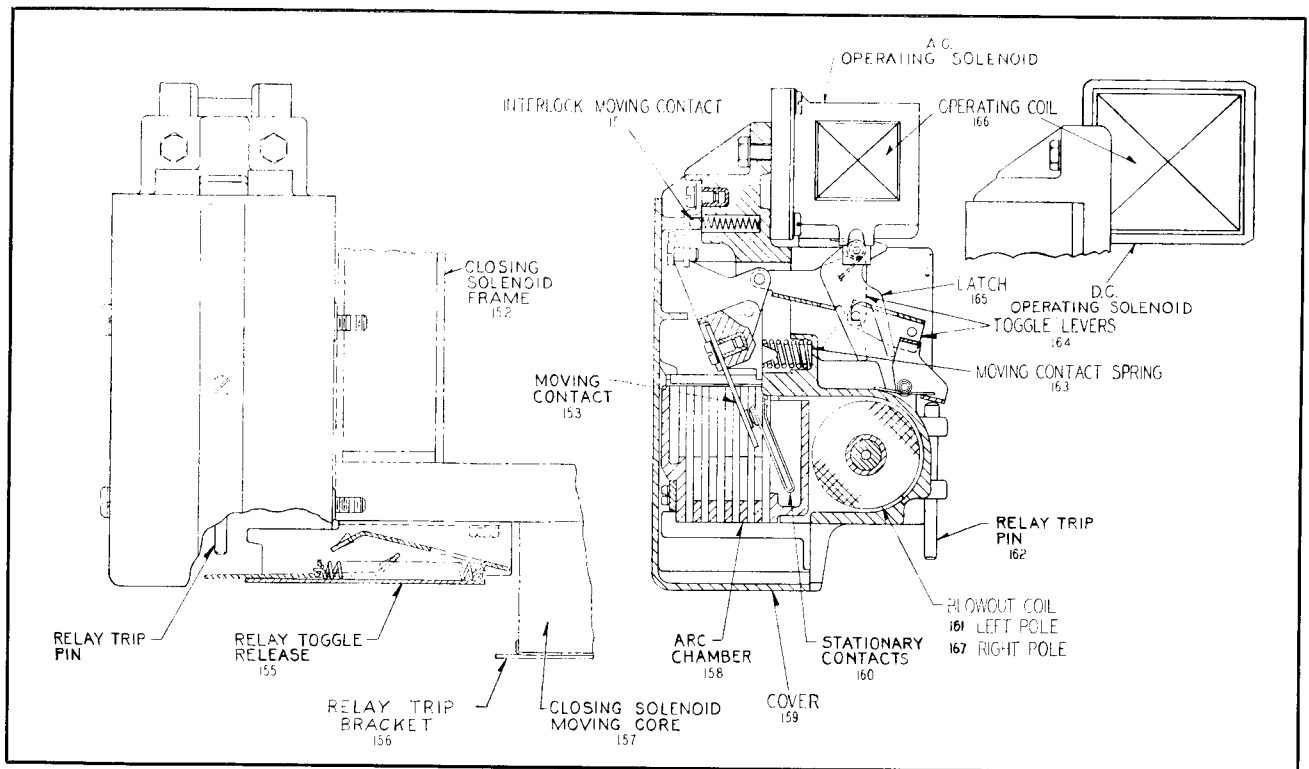 A.C.
OPERATING SOLENOID
INTERLOCK MOVING CONTACT
15
OPERATING COIL
166
CLOSING
SOLENOID
FRAME
152
LATCH
165
D.C.
OPERATING SOLENOID
TOGGLE LEVERS
164
MOVING CONTACT SPRING
163
MOVING
CONTACT
153
RELAY TRIP
PIN
162
RELAY TRIP
PIN
RELAY TOGGLE
RELEASE
155
ARC
CHAMBER
158
STATIONARY
CONTACTS
160
BLOWOUT COIL
161 LEFT POLE
167 RIGHT POLE
COVER
159
RELAY TRIP
BRACKET
156
CLOSING SOLENOID
MOVING CORE
157